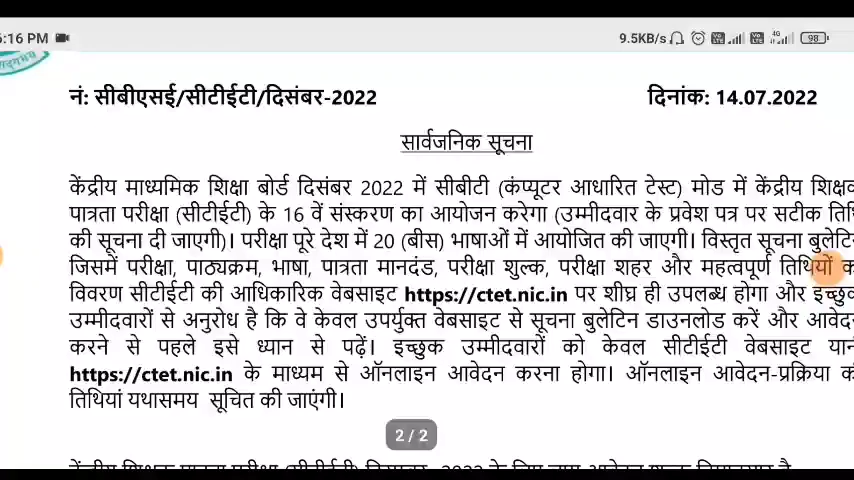 :16 PM
9.5KB/s 4G 98
नं: सीबीएसई/सीटीईटी/दिसंबर-2022 दिनांक: 14.07.2022
सार्वजनिक सूचना
केंद्रीय माध्यमिक शिक्षा बोर्ड दिसंबर 2022 में सीबीटी (कंप्यूटर आधारित टेस्ट) मोड में केंद्रीय
पात्रता परीक्षा (सीटीईटी) के 16 वें संस्करण का आयोजन करेगा (उम्मीदवार के प्रवेश पत्र पर सटीक
की सूचना दी जाएगी)। परीक्षा पूरे देश में 20 (बीस) भाषाओं में आयोजित की जाएगी। विस्तृत सूचना
जिसमें परीक्षा, पाठ्यक्रम, भाषा, पात्रता मानदंड, परीक्षा शुल्क, परीक्षा शहर और महत्वपूर्ण तिथियों
विवरण सीटीईटी की आधिकारिक वेबसाइट https://ctet.nic.in पर शीघ्र ही उपलब्ध होगा और
उम्मीदवारों से अनुरोध है कि वे केवल उपर्युक्त वेबसाइट से सूचना बुलेटिन डाउनलोड करें और
करने से पहले इसे ध्यान से पढ़ें। इच्छुक उम्मीदवारों को केवल सीटीईटी वेबसाइट
https://ctet.nic.in के माध्यम से ऑनलाइन आवेदन करना होगा। ऑनलाइन आवेदन-प्रक्रिया
तिथियां यथासमय सूचित की जाएंगी।
2 / 2